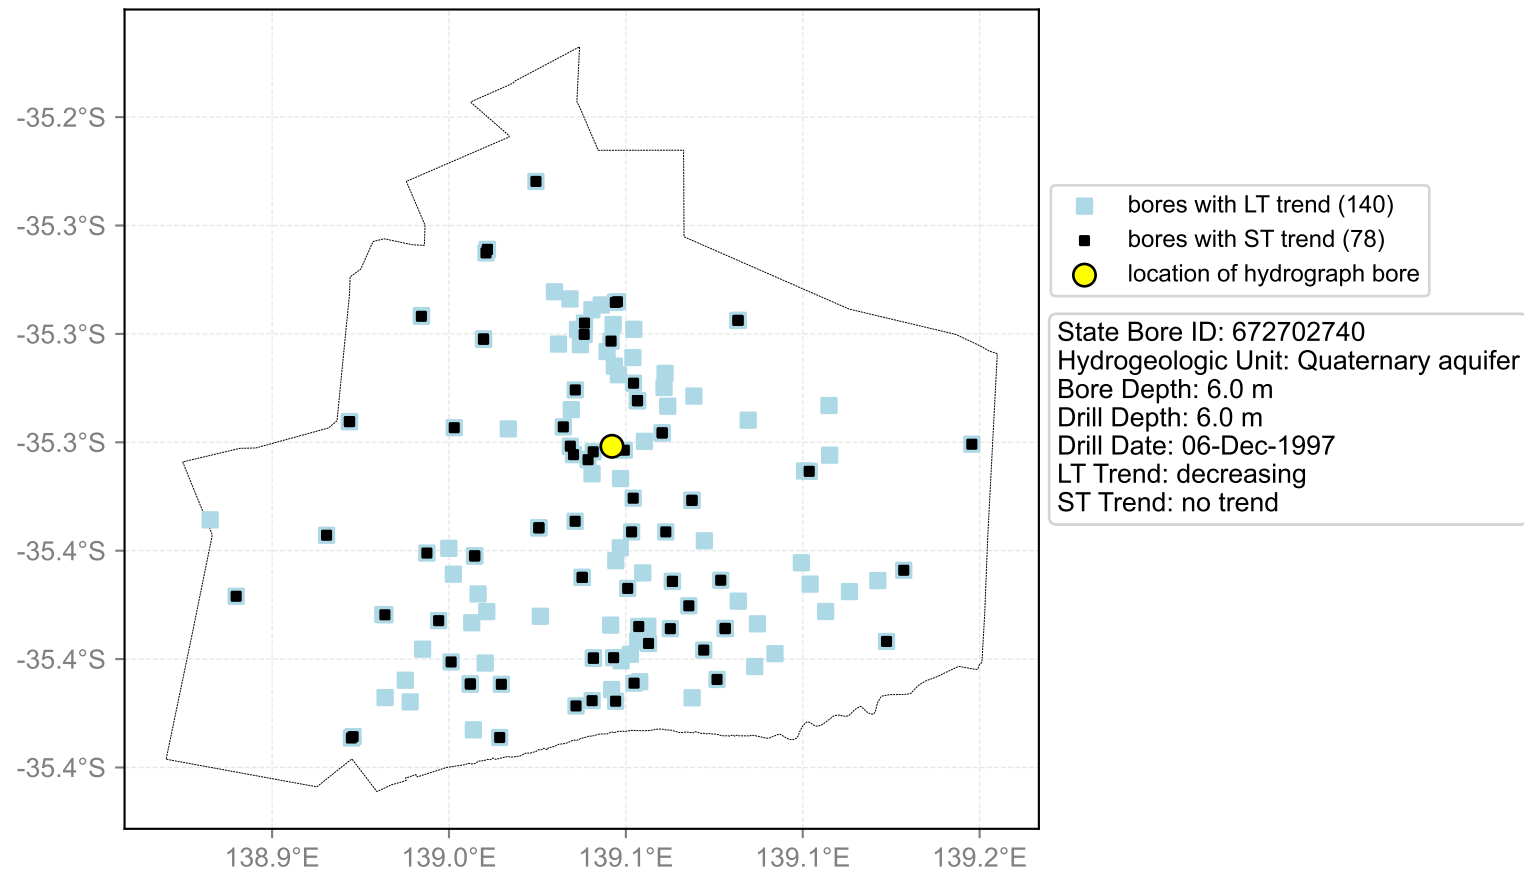 -35.2°S
-35.3°S
-35.3°S
-35.3°S
-35.4°S
-35.4°S
-35.4°S
138.9°E
139.0°E
139.1°E
139.1°E
139.2°E
bores with LT trend (140)
bores with ST trend (78)
location of hydrograph bore
State Bore ID: 672702740
Hydrogeologic Unit: Quaternary aquifer
Bore Depth: 6.0 m
Drill Depth: 6.0 m
Drill Date: 06-Dec-1997
LT Trend: decreasing
ST Trend: no trend